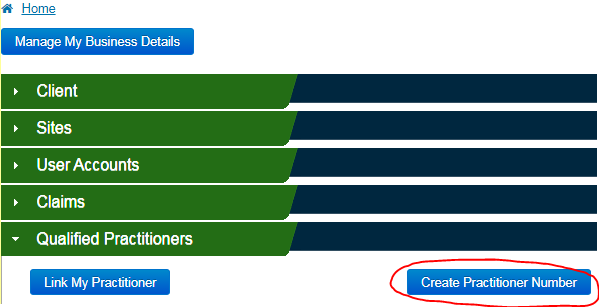 Home
Manage My Business Details
Client
Sites
User Accounts
Claims
Qualified Practitioners
Link My Practitioner Create Practitioner Number